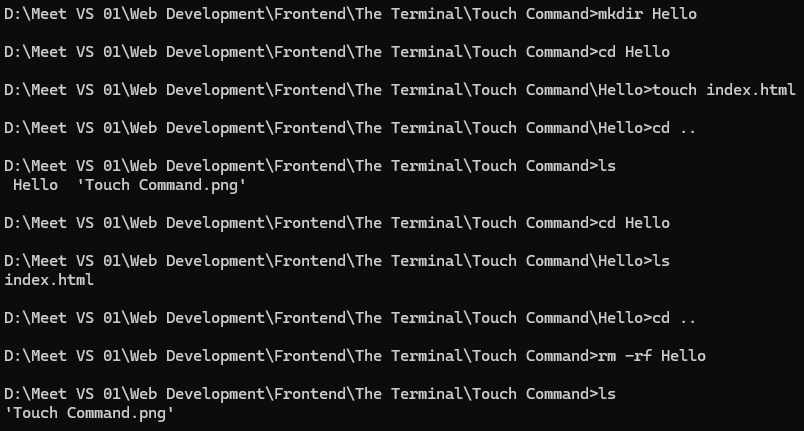 D:\Meet VS 01\Web Development\Frontend\The Terminal\Touch Command>mkdir Hello
D:\Meet VS 01\Web Development\Frontend\The Terminal\Touch Command>cd Hello
D:\Meet VS 01\Web Development\Frontend\The Terminal\Touch Command\Hello>touch index.html
D:\Meet VS 01\Web Development\Frontend\The Terminal\Touch Command\Hello>cd ..
D:\Meet VS 01\Web Development\Frontend\The Terminal\Touch Command>ls
 Hello  'Touch Command.png'
D:\Meet VS 01\Web Development\Frontend\The Terminal\Touch Command>cd Hello
D:\Meet VS 01\Web Development\Frontend\The Terminal\Touch Command\Hello>ls
index.html
D:\Meet VS 01\Web Development\Frontend\The Terminal\Touch Command\Hello>cd ..
D:\Meet VS 01\Web Development\Frontend\The Terminal\Touch Command>rm -rf Hello
D:\Meet VS 01\Web Development\Frontend\The Terminal\Touch Command>ls
'Touch Command.png'